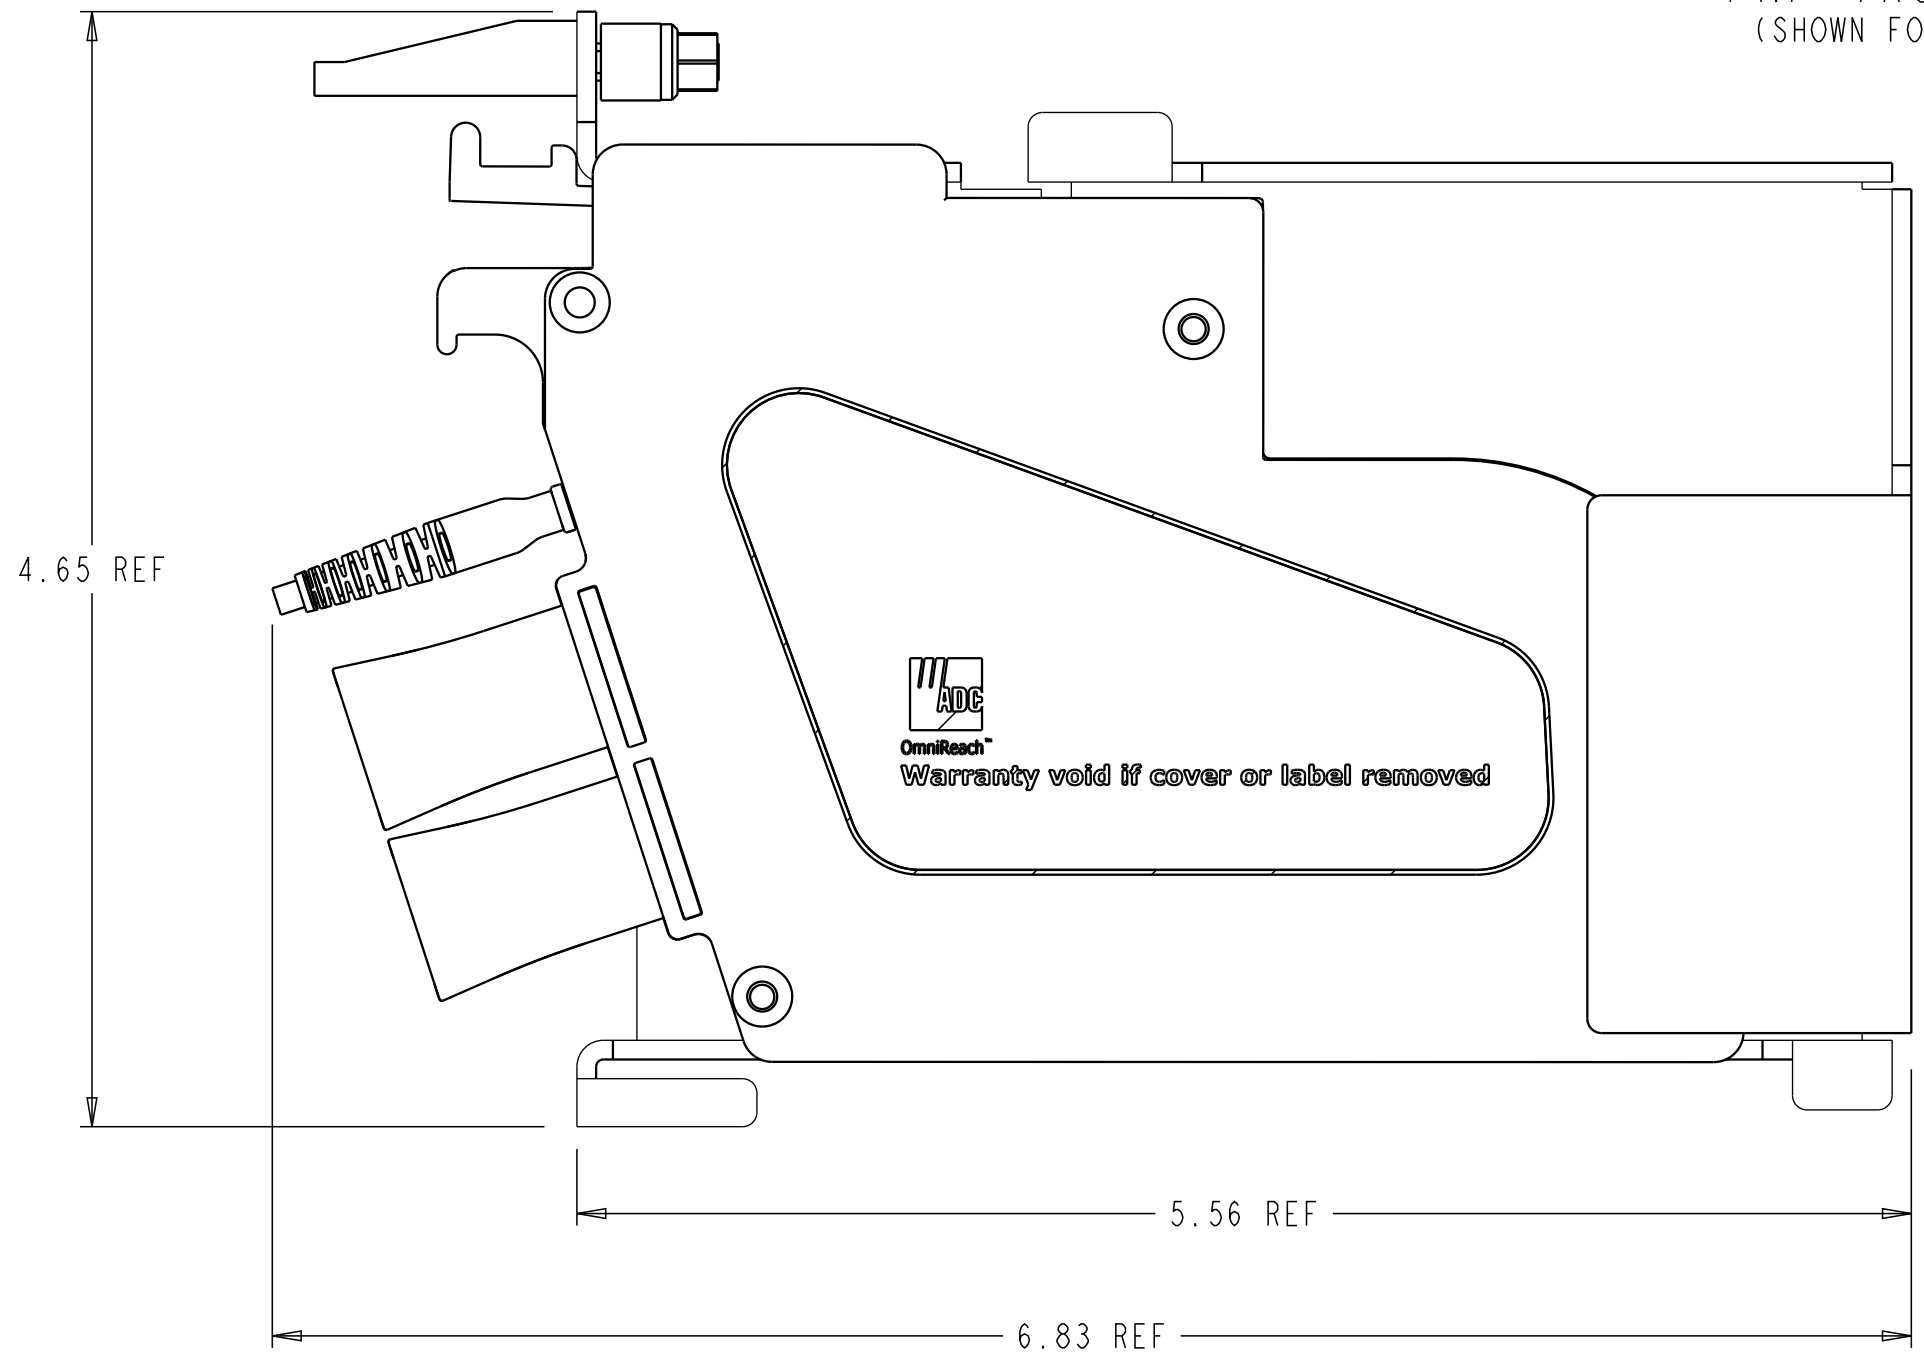 (SHOWN FO
4.65 REF
ADC
OmniReach™
Warranty void if cover or label removed
5.56 REF
6.83 REF